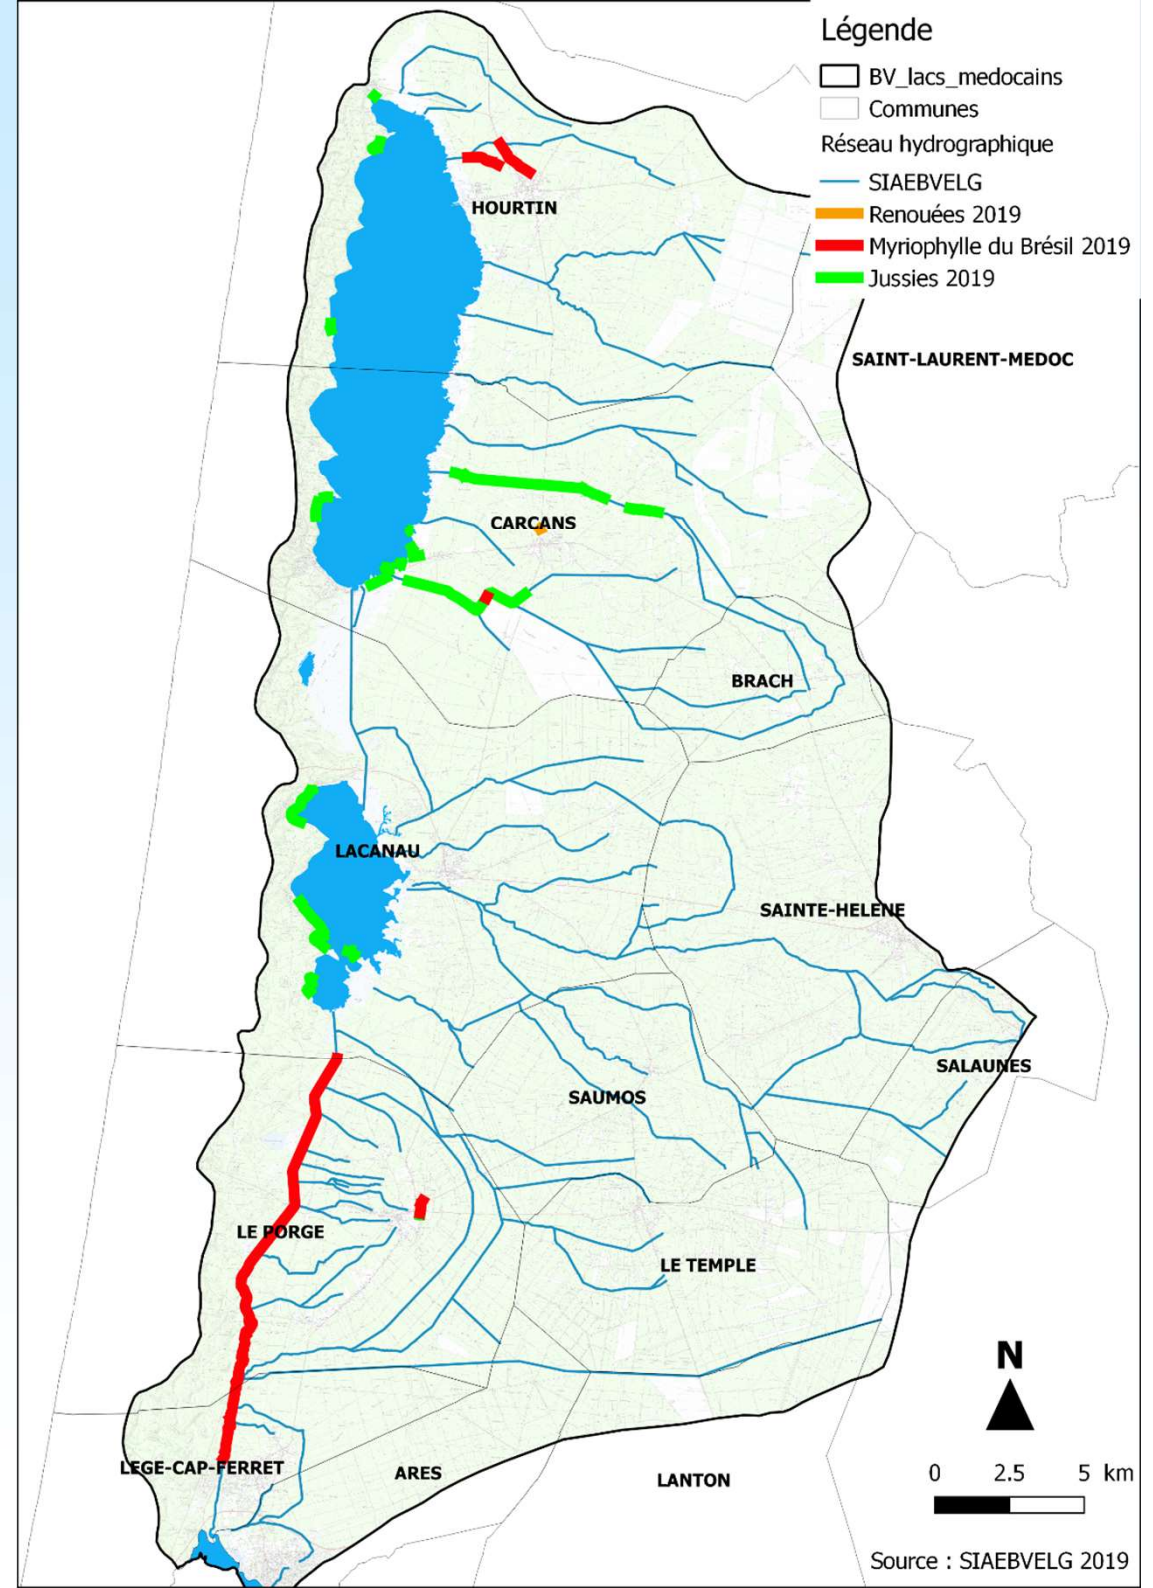 Légende
BV_lacs_medocains
Communes
Réseau hydrographique
SIAEBVELG
Renouées 2019
Myriophylle du Brésil 2019
Jussies 2019
HOURTIN
SAINT-LAURENT-MEDOC
CARCANS
BRACH
LACANAU
SAINTE-HELENE
SALAUNES
SAUMOS
LE PORGE
LE TEMPLE
N
LEGE-CAP-FERRET
ARES
LANTON
0 2.5 5 km
Source : SIAEBVELG 2019